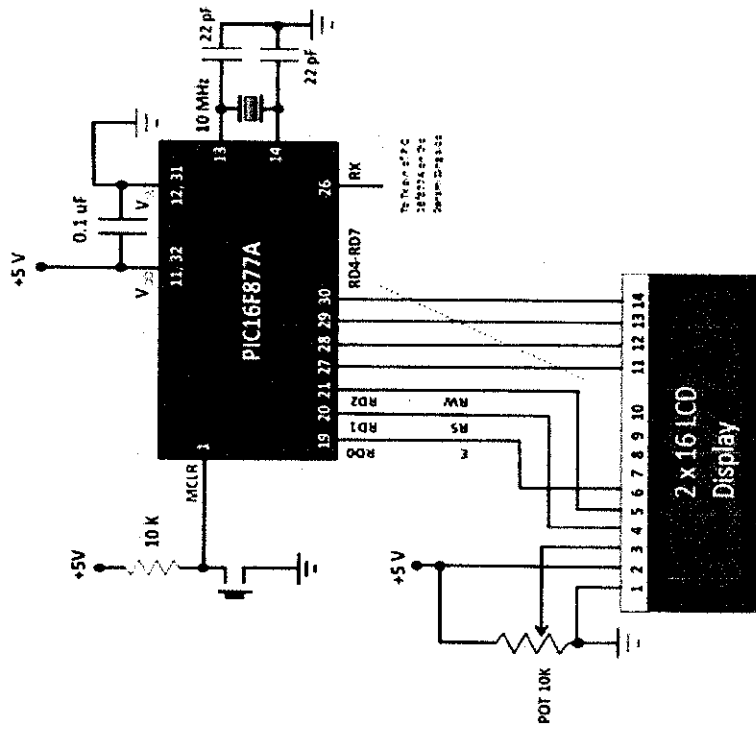 +5 V
0.1 uF
22 pF
22 pF
10 MHz
11, 32
12, 31
13
14
PIC16F877A
1
MCLR
+5V
10 K
19 20 21 27 28 29 30
26
RX
RD4-RD7
RD0
RD1
RD2
E
RS
RW
+5 V
POT 10K
1 2 3 4 5 6 7 8 9 10 11 12 13 14
2 x 16 LCD
Display